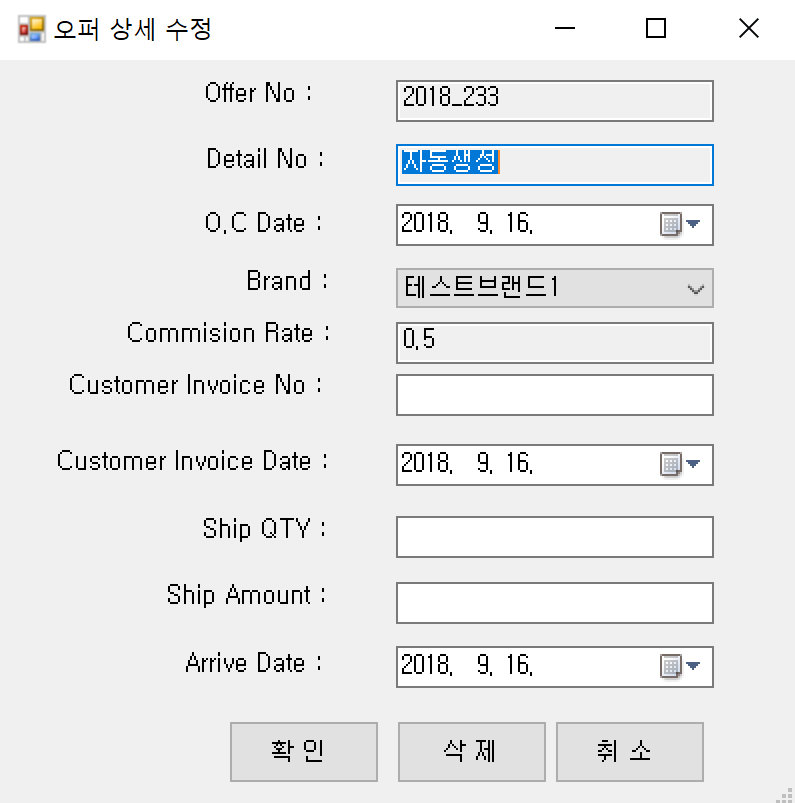 오퍼 상세 수정
Offer No : 2018_233
Detail No : 자동생성
O.C Date : 2018. 9. 16.
Brand : 테스트브랜드1
Commision Rate : 0.5
Customer Invoice No :
Customer Invoice Date : 2018. 9. 16.
Ship QTY :
Ship Amount :
Arrive Date : 2018. 9. 16.
확 인 삭 제 취 소